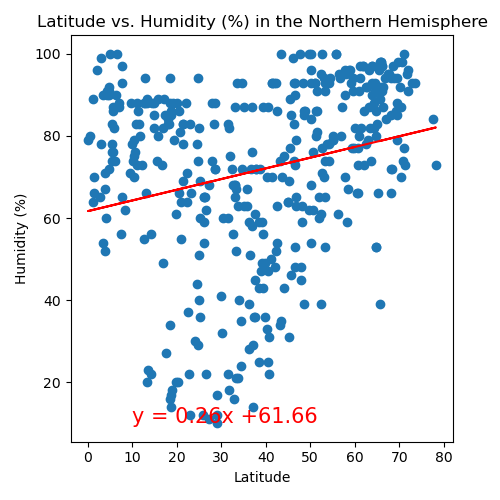 Latitude vs. Humidity (%) in the Northern Hemisphere
100
80
60
40
20
Humidity (%)
y = 0.26x +61.66
0 10 20 30 40 50 60 70 80
Latitude